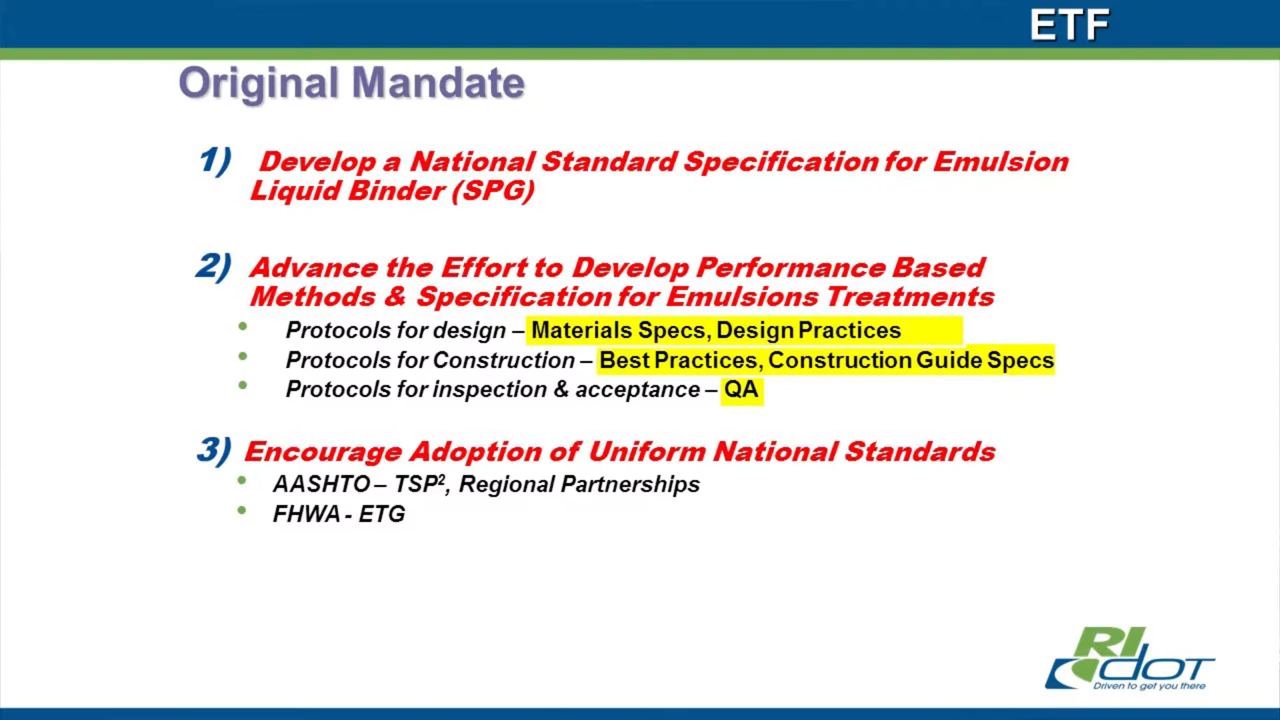 ETF
Original Mandate
1) Develop a National Standard Specification for Emulsion
Liquid Binder (SPG)
2) Advance the Effort to Develop Performance Based
Methods & Specification for Emulsions Treatments
• Protocols for design – Materials Specs, Design Practices
• Protocols for Construction – Best Practices, Construction Guide Specs
• Protocols for inspection & acceptance – QA
3) Encourage Adoption of Uniform National Standards
• AASHTO – TSP², Regional Partnerships
• FHWA - ETG
RI
DOT
Driven to get you there